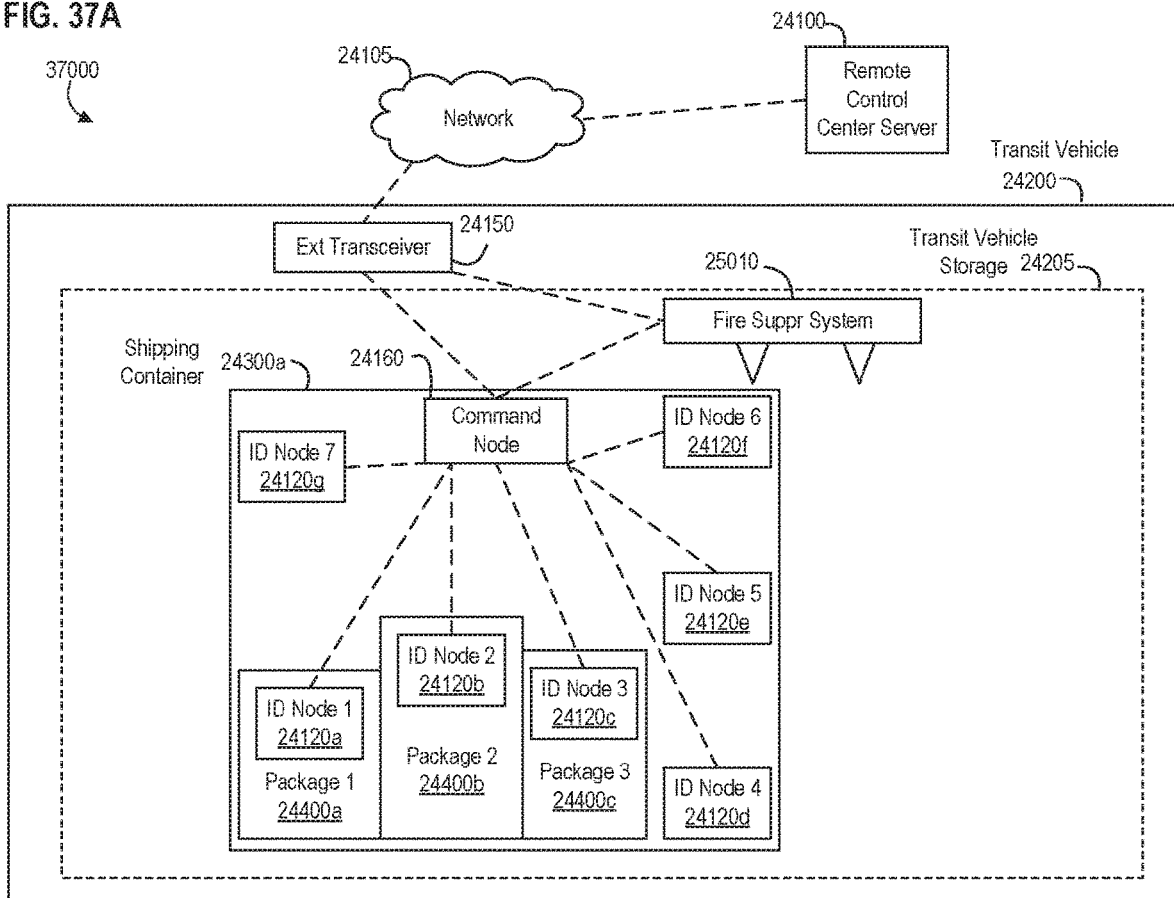 FIG. 37A
37000
24105
24100
Network
Remote
Control
Center Server
Transit Vehicle
24200
Ext Transceiver
24150
Transit Vehicle
Storage 24205
25010
Fire Suppr System
Shipping
Container
24300a
24160
Command
Node
ID Node 6
24120f
ID Node 7
24120g
ID Node 5
24120e
ID Node 2
24120b
ID Node 3
24120c
ID Node 1
24120a
Package 2
24400b
Package 3
24400c
Package 1
24400a
ID Node 4
24120d